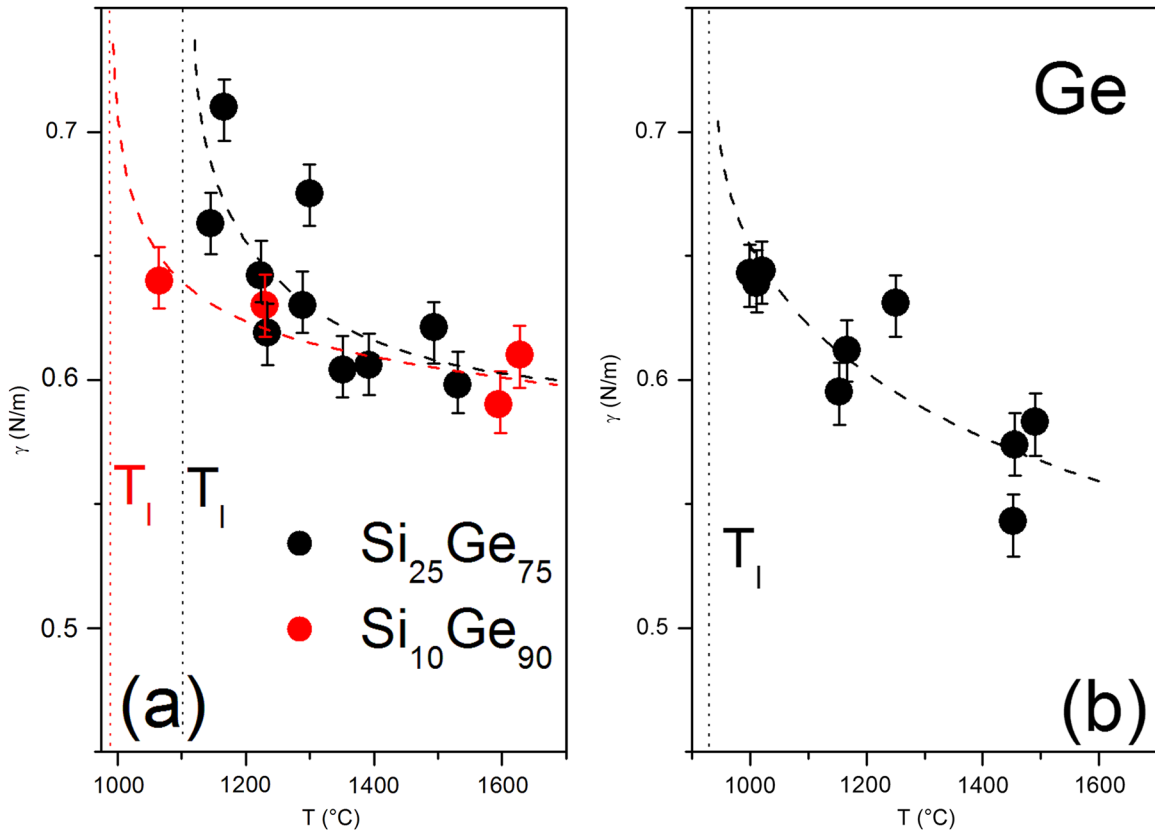 0.7
0.6
0.5
γ (N/m)
1000 1200 1400 1600
T (°C)
T_l
T_l
Si₂₅Ge₇₅
Si₁₀Ge₉₀
(a)
Ge
0.7
0.6
0.5
γ (N/m)
1000 1200 1400 1600
T (°C)
T_l
(b)